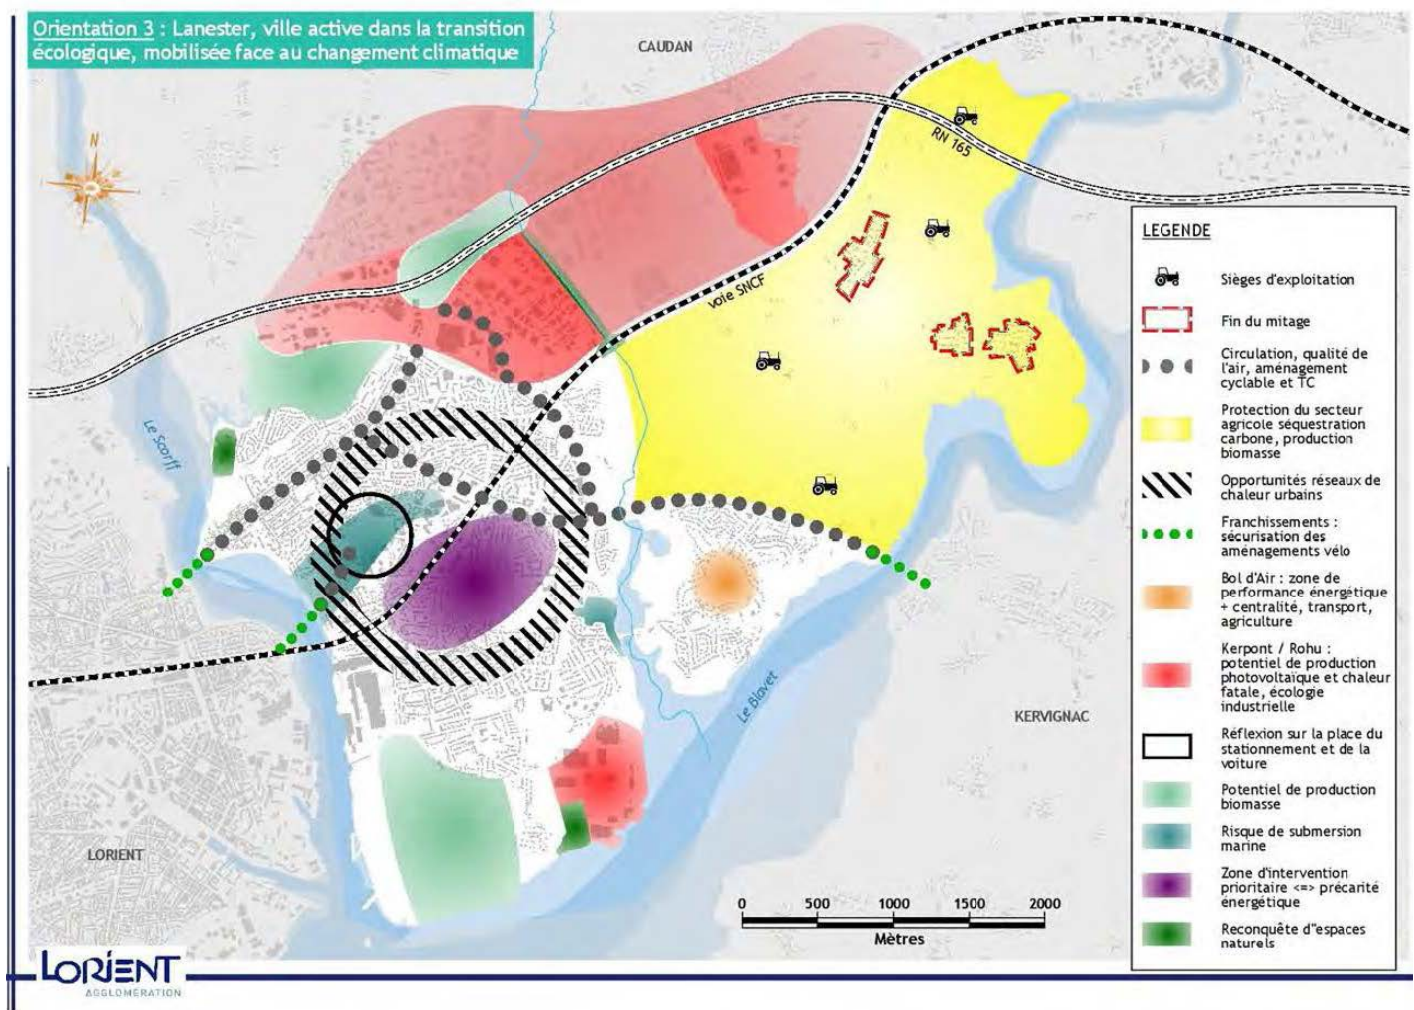 Orientation 3 : Lanester, ville active dans la transition
écologique, mobilisée face au changement climatique
CAUDAN
N
RN 165
voie SNCF
Le Scorff
Le Blavet
KERVIGNAC
LORIENT
0 500 1000 1500 2000
Mètres
LEGENDE
Sièges d'exploitation
Fin du mitage
Circulation, qualité de
l'air, aménagement
cyclable et TC
Protection du secteur
agricole séquestration
carbone, production
biomasse
Opportunités réseaux de
chaleur urbains
Franchissements :
sécurisation des
aménagements vélo
Bol d'Air : zone de
performance énergétique
+ centralité, transport,
agriculture
Kerpont / Rohu :
potentiel de production
photovoltaïque et chaleur
fatale, écologie
industrielle
Réflexion sur la place du
stationnement et de la
voiture
Potentiel de production
biomasse
Risque de submersion
marine
Zone d'intervention
prioritaire <=> précarité
énergétique
Reconquête d"espaces
naturels
LORIENT
AGGLOMÉRATION